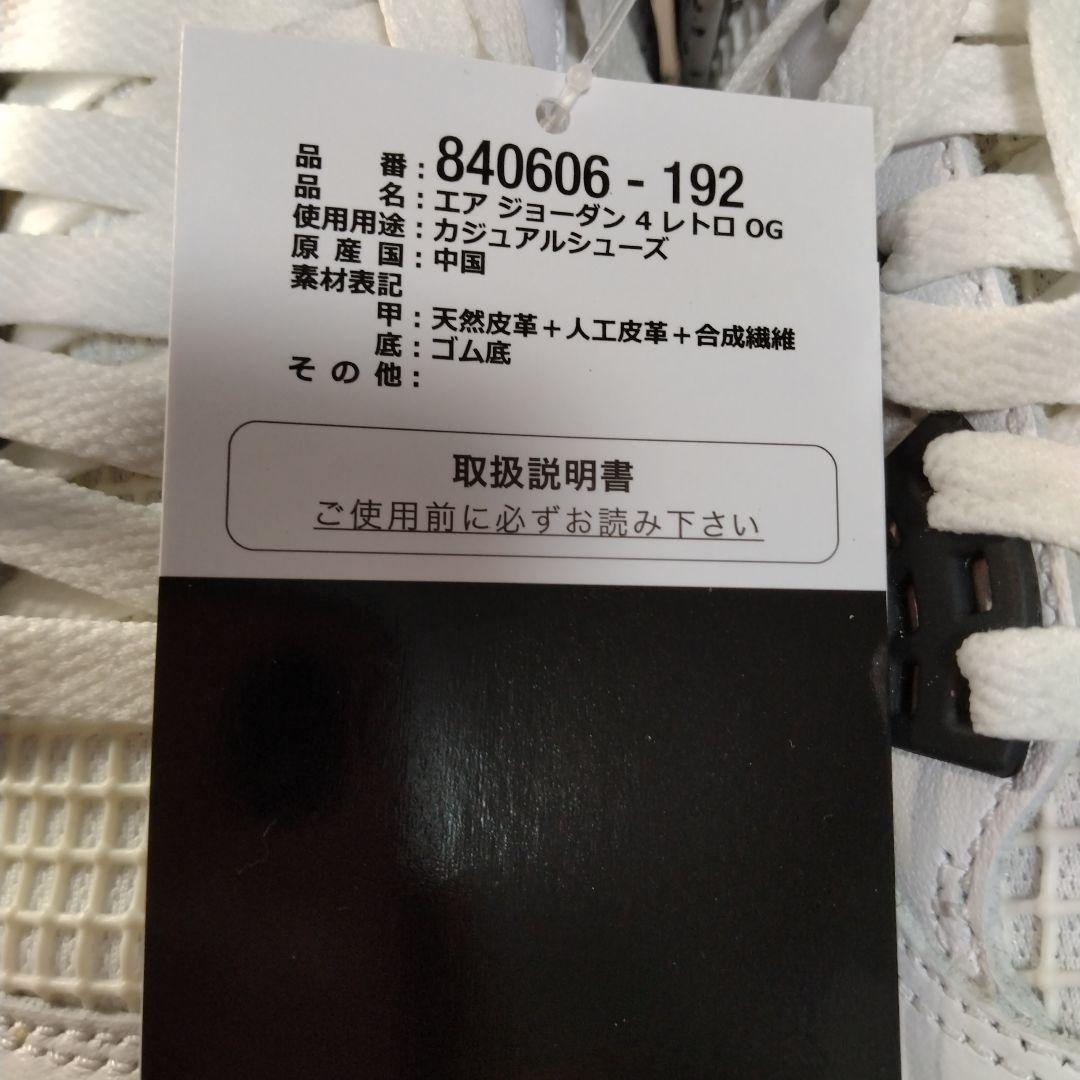 品 番：840606 - 192
品 名：エア ジョーダン 4 レトロ OG
使用用途：カジュアルシューズ
原 産 国：中国
素材表記
甲：天然皮革＋人工皮革＋合成繊維
底：ゴム底
そ の 他：
取扱説明書
ご使用前に必ずお読み下さい